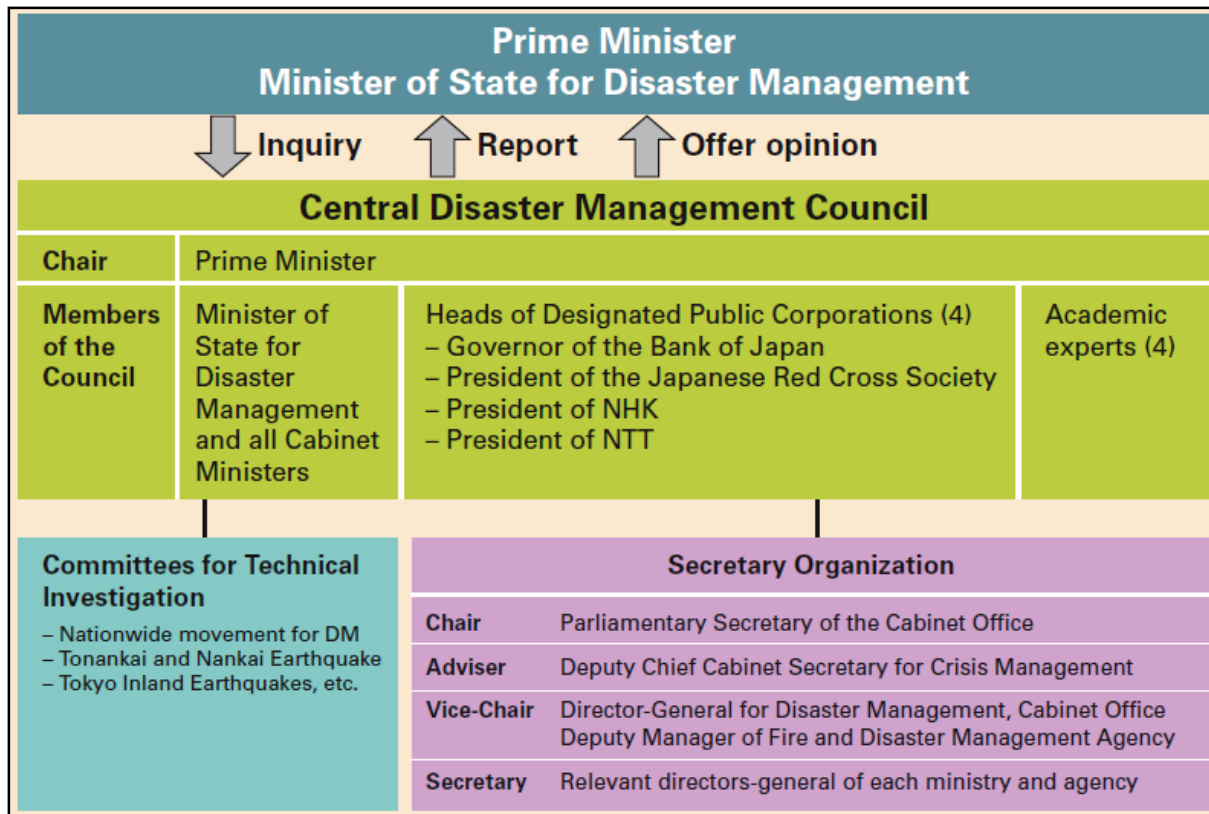 Prime Minister
Minister of State for Disaster Management
Inquiry
Report
Offer opinion
Central Disaster Management Council
Chair
Prime Minister
Members
of the
Council
Minister of
State for
Disaster
Management
and all Cabinet
Ministers
Heads of Designated Public Corporations (4)
– Governor of the Bank of Japan
– President of the Japanese Red Cross Society
– President of NHK
– President of NTT
Academic
experts (4)
Committees for Technical
Investigation
– Nationwide movement for DM
– Tonankai and Nankai Earthquake
– Tokyo Inland Earthquakes, etc.
Secretary Organization
Chair
Parliamentary Secretary of the Cabinet Office
Adviser
Deputy Chief Cabinet Secretary for Crisis Management
Vice-Chair
Director-General for Disaster Management, Cabinet Office
Deputy Manager of Fire and Disaster Management Agency
Secretary
Relevant directors-general of each ministry and agency